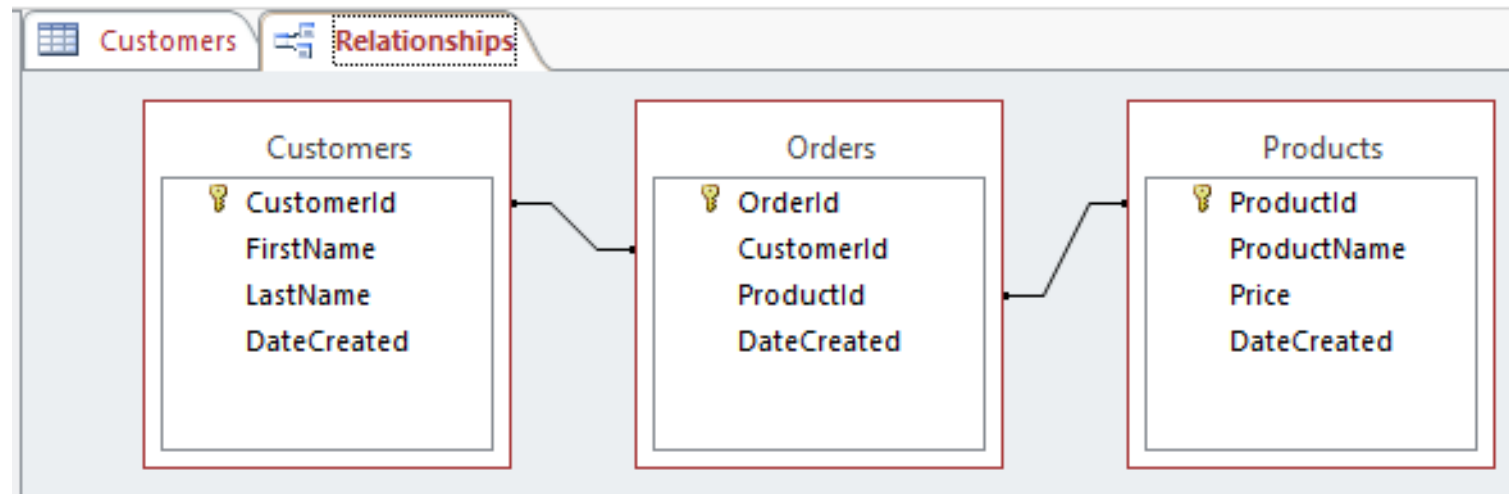 Customers
Relationships
Customers
CustomerId
FirstName
LastName
DateCreated
Orders
OrderId
CustomerId
ProductId
DateCreated
Products
ProductId
ProductName
Price
DateCreated